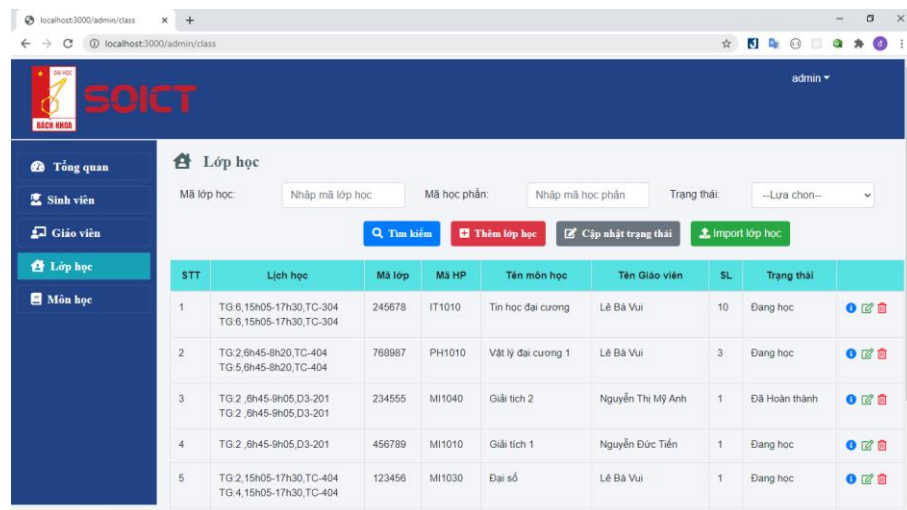 localhost:3000/admin/class
localhost:3000/admin/class
ĐẠI HỌC
BÁCH KHOA
SOICT
admin
Tổng quan
Sinh viên
Giáo viên
Lớp học
Môn học
Lớp học
Mã lớp học:
Nhập mã lớp học
Mã học phần:
Nhập mã học phần
Trạng thái:
--Lựa chọn--
Tìm kiếm
Thêm lớp học
Cập nhật trạng thái
Import lớp học
STT Lịch học Mã lớp Mã HP Tên môn học Tên Giáo viên SL Trạng thái
1 TG:6,15h05-17h30,TC-304 245678 IT1010 Tin học đại cương Lê Bá Vui 10 Đang học
TG:6,15h05-17h30,TC-304
2 TG:2,6h45-8h20,TC-404 768987 PH1010 Vật lý đại cương 1 Lê Bá Vui 3 Đang học
TG:5,6h45-8h20,TC-404
3 TG:2 ,6h45-9h05,D3-201 234555 MI1040 Giải tích 2 Nguyễn Thị Mỹ Anh 1 Đã Hoàn thành
TG:2 ,6h45-9h05,D3-201
4 TG:2 ,6h45-9h05,D3-201 456789 MI1010 Giải tích 1 Nguyễn Đức Tiến 1 Đang học
5 TG:2,15h05-17h30,TC-404 123456 MI1030 Đại số Lê Bá Vui 1 Đang học
TG:4,15h05-17h30,TC-404